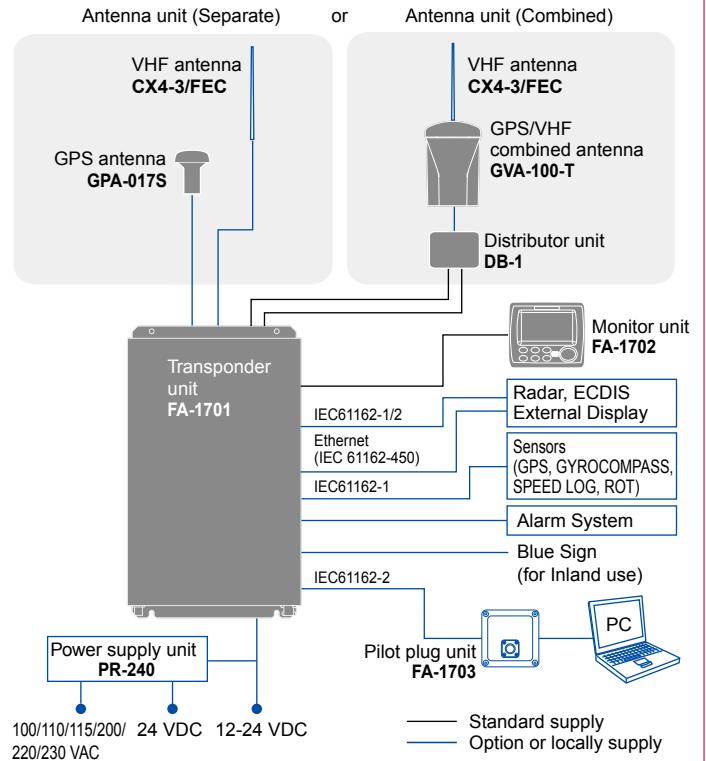 Antenna unit (Separate) or Antenna unit (Combined)
VHF antenna
CX4-3/FEC
GPS antenna
GPA-017S
VHF antenna
CX4-3/FEC
GPS/VHF
combined antenna
GVA-100-T
Distributor unit
DB-1
Transponder
unit
FA-1701
Monitor unit
FA-1702
IEC61162-1/2
Radar, ECDIS
External Display
Ethernet
(IEC 61162-450)
IEC61162-1
Sensors
(GPS, GYROCOMPASS,
SPEED LOG, ROT)
Alarm System
Blue Sign
(for Inland use)
IEC61162-2
Pilot plug unit
FA-1703
PC
Power supply unit
PR-240
100/110/115/200/
220/230 VAC
24 VDC
12-24 VDC
Standard supply
Option or locally supply